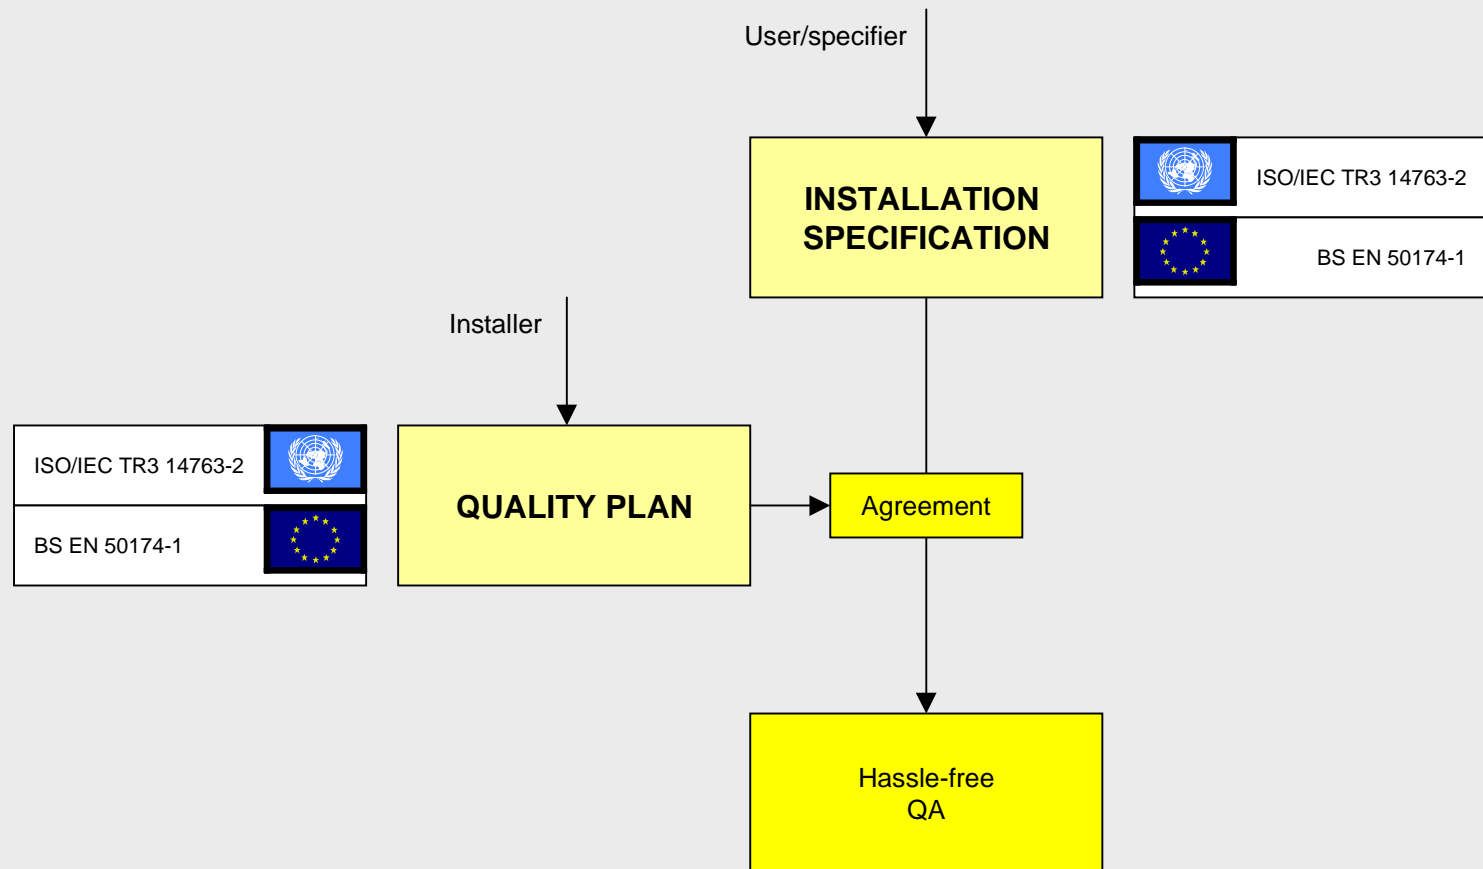 User/specifier
INSTALLATION
SPECIFICATION
ISO/IEC TR3 14763-2
BS EN 50174-1
Installer
ISO/IEC TR3 14763-2
BS EN 50174-1
QUALITY PLAN
Agreement
Hassle-free
QA